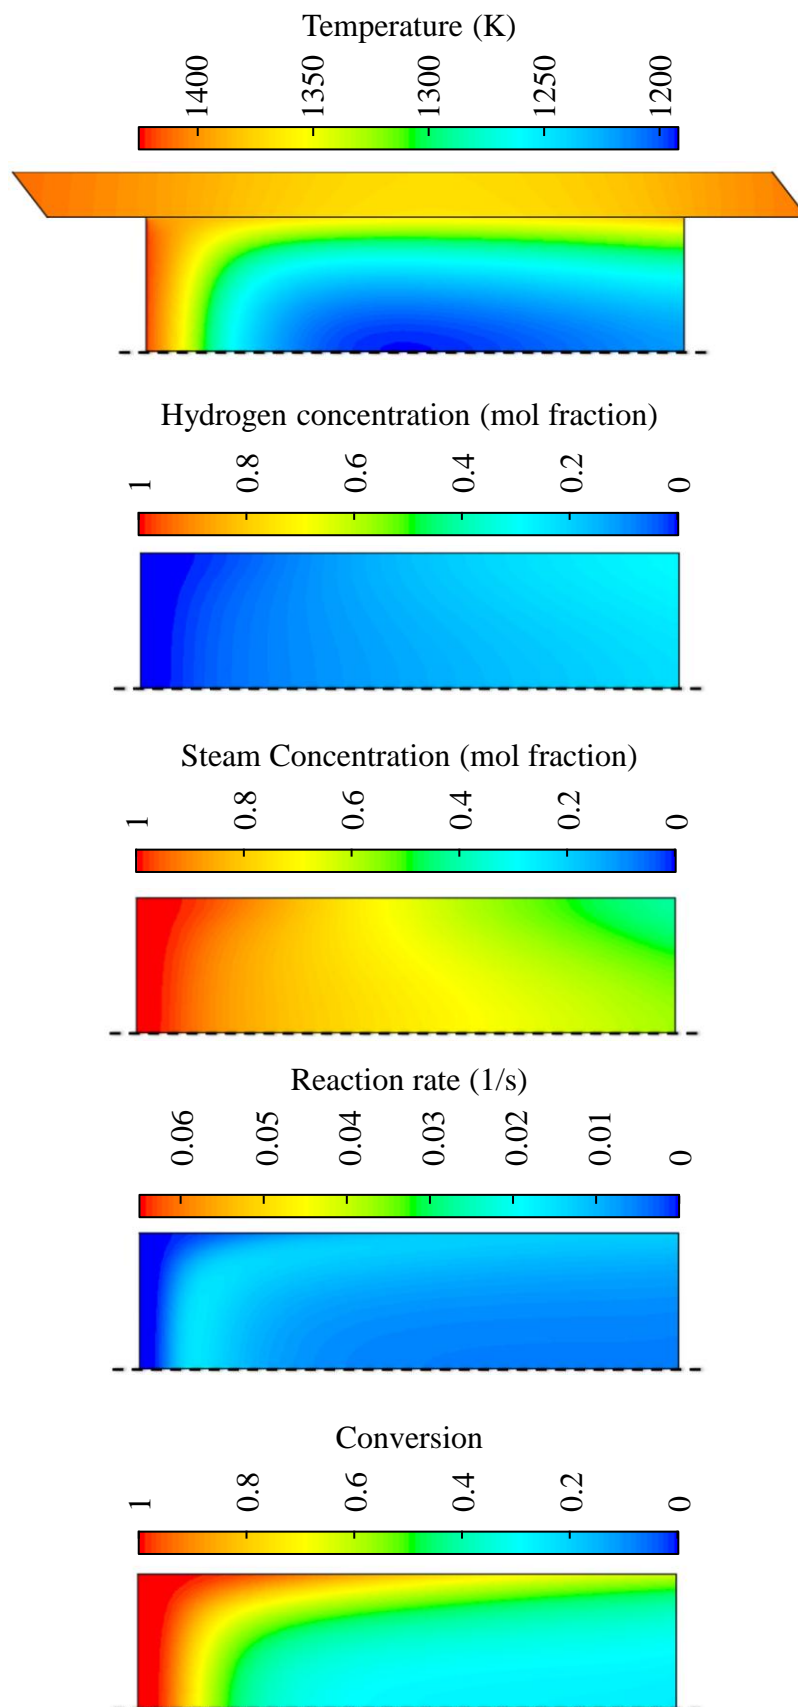 Temperature (K)
1400 1350 1300 1250 1200
Hydrogen concentration (mol fraction)
1 0.8 0.6 0.4 0.2 0
Steam Concentration (mol fraction)
1 0.8 0.6 0.4 0.2 0
Reaction rate (1/s)
0.06 0.05 0.04 0.03 0.02 0.01 0
Conversion
1 0.8 0.6 0.4 0.2 0